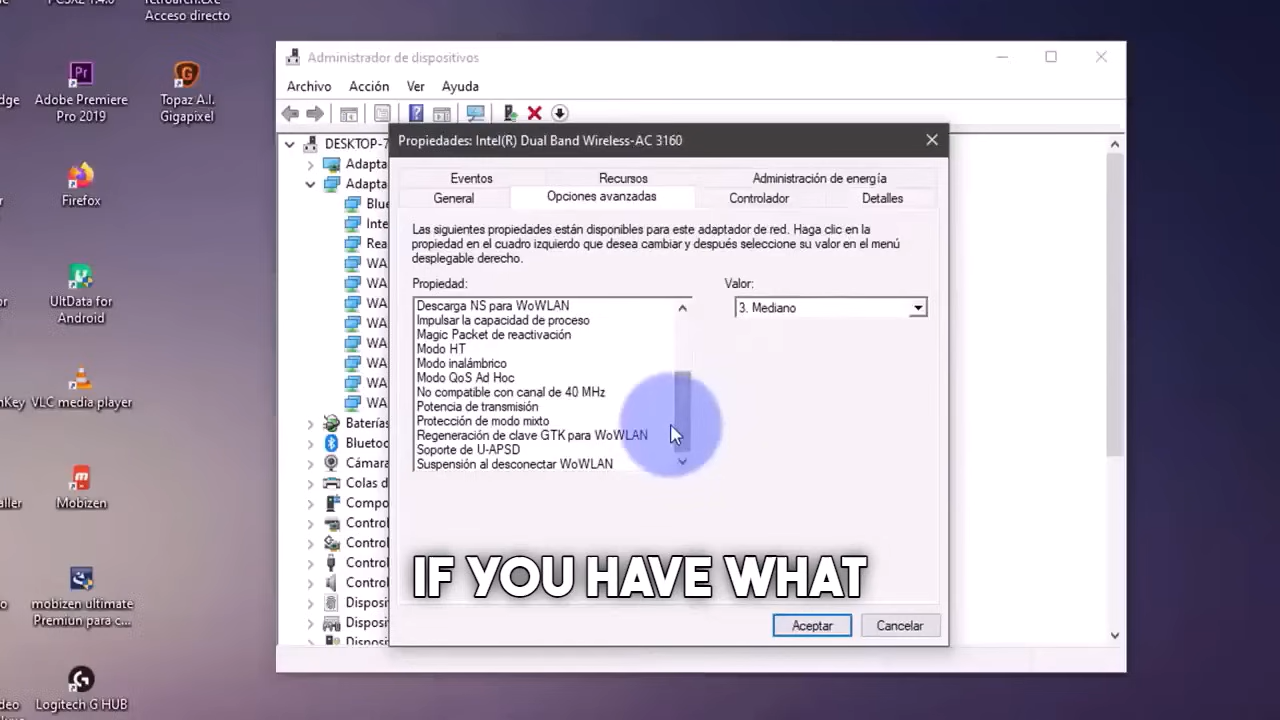 Acceso directo
Adobe Premiere
Pro 2019
Topaz A.I.
Gigapixel
Firefox
UltData for
Android
VLC media player
Mobizen
mobizen ultimate
Premiun para c...
Logitech G HUB
Administrador de dispositivos
Archivo
Acción
Ver
Ayuda
DESKTOP-7
Adapta
Adapta
Blue
Inte
Rea
WA
WA
WA
WA
WA
WA
WA
Baterías
Bluetoo
Cámara
Colas d
Compo
Control
Control
Control
Control
Disposi
Disposi
Disposi
Propiedades: Intel(R) Dual Band Wireless-AC 3160
Eventos
Recursos
Administración de energía
General
Opciones avanzadas
Controlador
Detalles
Las siguientes propiedades están disponibles para este adaptador de red. Haga clic en la
propiedad en el cuadro izquierdo que desea cambiar y después seleccione su valor en el menú
desplegable derecho.
Propiedad:
Valor:
Descarga NS para WoWLAN
Impulsar la capacidad de proceso
Magic Packet de reactivación
Modo HT
Modo inalámbrico
Modo QoS Ad Hoc
No compatible con canal de 40 MHz
Potencia de transmisión
Protección de modo mixto
Regeneración de clave GTK para WoWLAN
Soporte de U-APSD
Suspensión al desconectar WoWLAN
3. Mediano
IF YOU HAVE WHAT
Aceptar
Cancelar